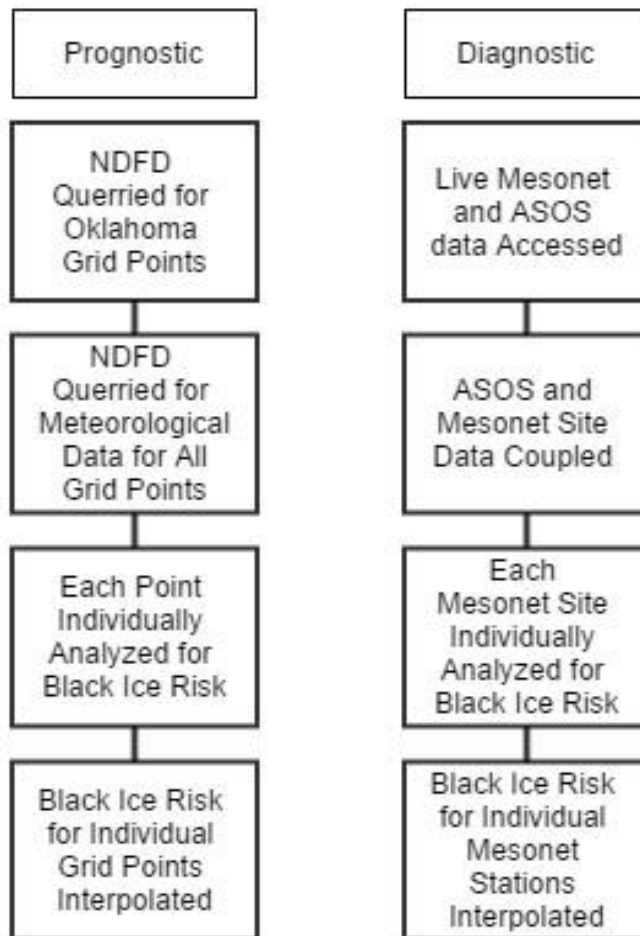 Prognostic
NDFD
Querried for
Oklahoma
Grid Points
NDFD
Querried for
Meteorological
Data for All
Grid Points
Each Point
Individually
Analyzed for
Black Ice Risk
Black Ice Risk
for Individual
Grid Points
Interpolated
Diagnostic
Live Mesonet
and ASOS
data Accessed
ASOS and
Mesonet Site
Data Coupled
Each
Mesonet Site
Individually
Analyzed for
Black Ice Risk
Black Ice Risk
for Individual
Mesonet
Stations
Interpolated